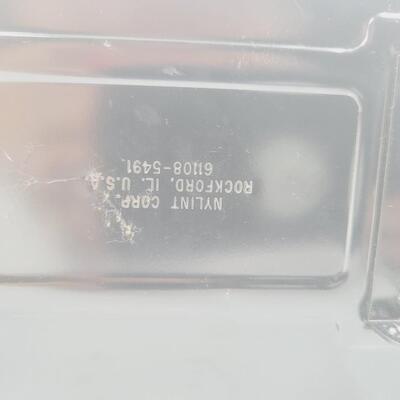 NYLINT CORP.
ROCKFORD, IL. U.S.A.
61108-5491